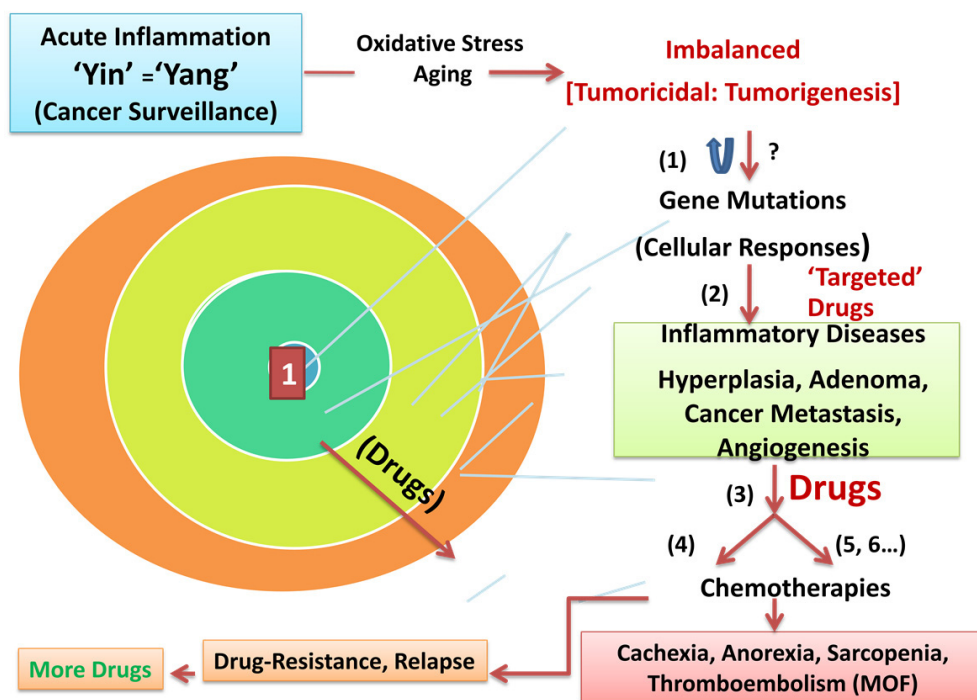 Acute Inflammation
‘Yin’ =‘Yang’
(Cancer Surveillance)
Oxidative Stress
Aging
Imbalanced
[Tumoricidal: Tumorigenesis]
(1)
?
Gene Mutations
(Cellular Responses)
(2)
‘Targeted’
Drugs
Inflammatory Diseases
Hyperplasia, Adenoma,
Cancer Metastasis,
Angiogenesis
1
(Drugs)
(3)
Drugs
(4)
(5, 6...)
Chemotherapies
Cachexia, Anorexia, Sarcopenia,
Thromboembolism (MOF)
Drug-Resistance, Relapse
More Drugs